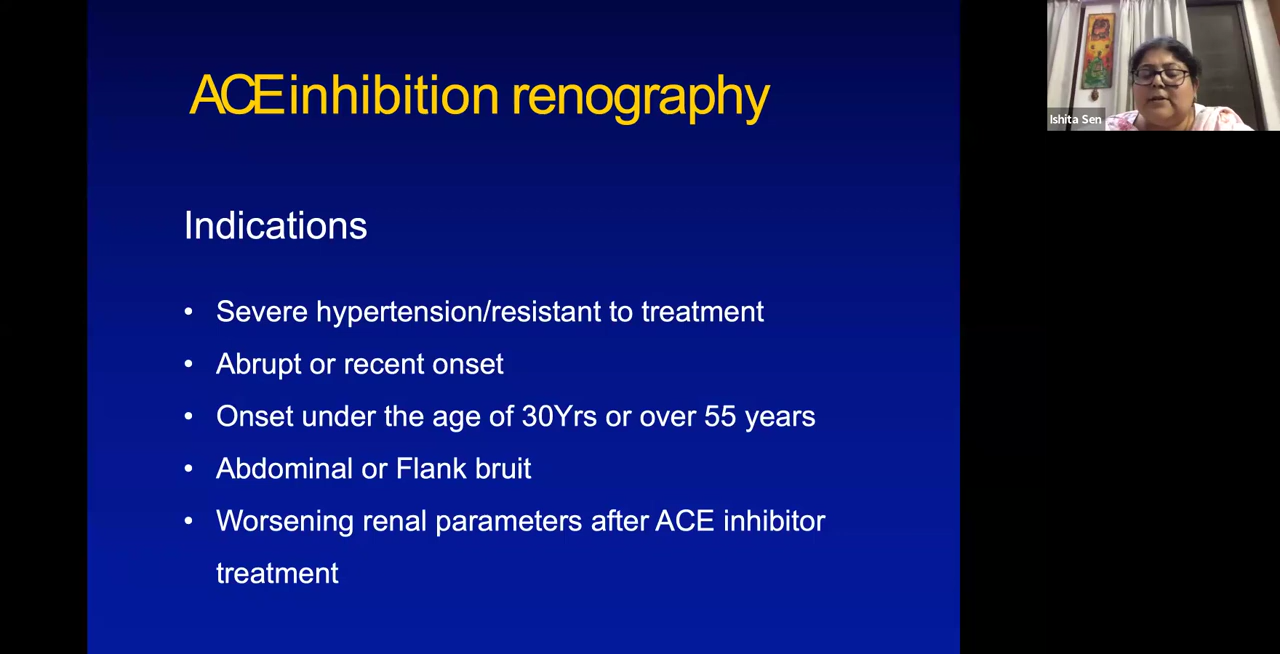 ACE inhibition renography
Ishita Sen
Indications
• Severe hypertension/resistant to treatment
• Abrupt or recent onset
• Onset under the age of 30Yrs or over 55 years
• Abdominal or Flank bruit
• Worsening renal parameters after ACE inhibitor
treatment